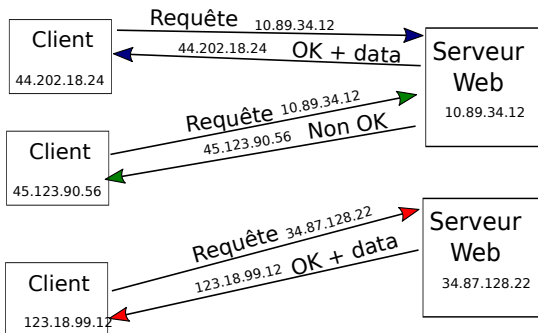 Client
44.202.18.24
Requête 10.89.34.12
44.202.18.24 OK + data
Serveur
Web
10.89.34.12
Client
45.123.90.56
Requête 10.89.34.12
45.123.90.56 Non OK
Client
123.18.99.12
Requête 34.87.128.22
123.18.99.12 OK + data
Serveur
Web
34.87.128.22